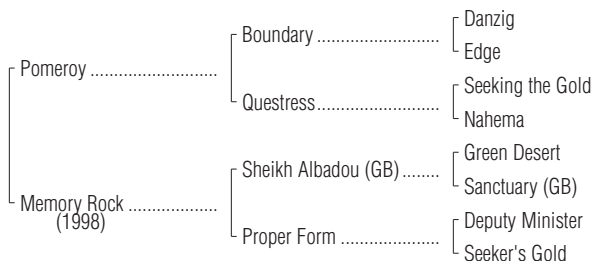 Danzig
Boundary ..........................
Edge
Pomeroy ...........................
Seeking the Gold
Questress..........................
Nahema
Green Desert
Sheikh Albadou (GB)........
Sanctuary (GB)
Memory Rock ...................
(1998)
Deputy Minister
Proper Form .....................
Seeker's Gold